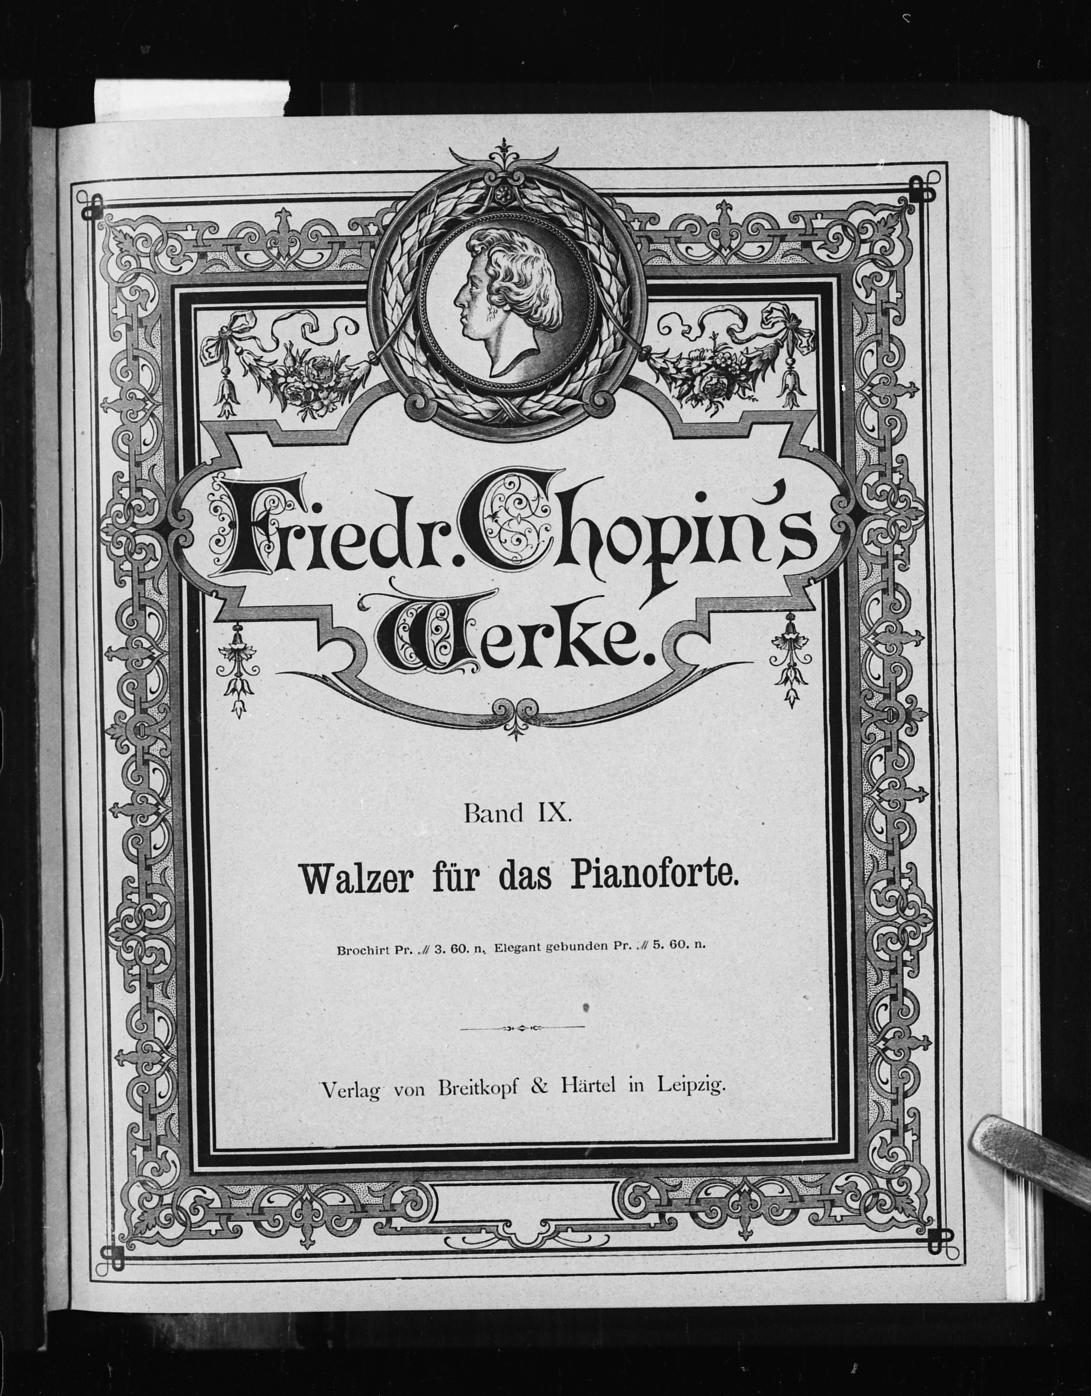 Friedr. Chopin's
Werke.
Band IX.
Walzer für das Pianoforte.
Brochirt Pr. ℳ 3. 60. n. Elegant gebunden Pr. ℳ 5. 60. n.
Verlag von Breitkopf & Härtel in Leipzig.